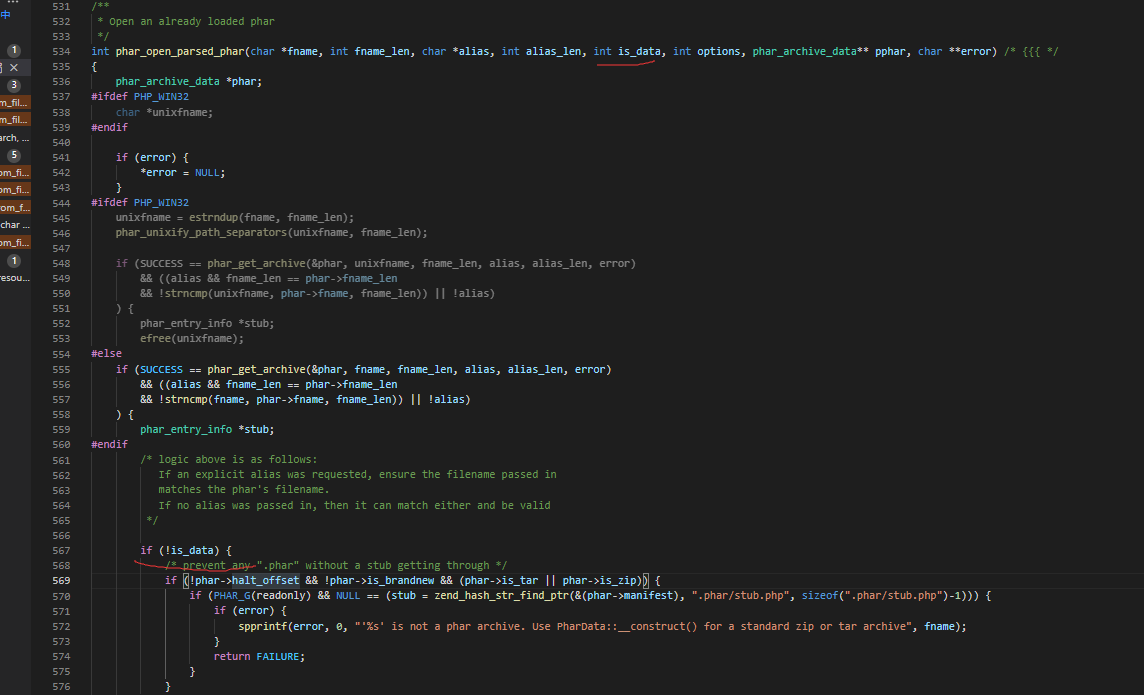 中
1
3
m_fil...
m_fil...
arch, ...
5
om_fi...
om_fi...
rom_f...
char ...
om_fi...
1
resou...
531 /**
532  * Open an already loaded phar
533  */
534 int phar_open_parsed_phar(char *fname, int fname_len, char *alias, int alias_len, int is_data, int options, phar_archive_data** pphar, char **error) /* {{{ */
535 {
536     phar_archive_data *phar;
537 #ifdef PHP_WIN32
538     char *unixfname;
539 #endif
540
541     if (error) {
542         *error = NULL;
543     }
544 #ifdef PHP_WIN32
545     unixfname = estrndup(fname, fname_len);
546     phar_unixify_path_separators(unixfname, fname_len);
547
548     if (SUCCESS == phar_get_archive(&phar, unixfname, fname_len, alias, alias_len, error)
549         && ((alias && fname_len == phar->fname_len
550         && !strncmp(unixfname, phar->fname, fname_len)) || !alias)
551     ) {
552         phar_entry_info *stub;
553         efree(unixfname);
554 #else
555     if (SUCCESS == phar_get_archive(&phar, fname, fname_len, alias, alias_len, error)
556         && ((alias && fname_len == phar->fname_len
557         && !strncmp(fname, phar->fname, fname_len)) || !alias)
558     ) {
559         phar_entry_info *stub;
560 #endif
561         /* logic above is as follows:
562            If an explicit alias was requested, ensure the filename passed in
563            matches the phar's filename.
564            If no alias was passed in, then it can match either and be valid
565          */
566
567         if (!is_data) {
568             /* prevent any ".phar" without a stub getting through */
569             if (!phar->halt_offset && !phar->is_brandnew && (phar->is_tar || phar->is_zip)) {
570                 if (PHAR_G(readonly) && NULL == (stub = zend_hash_str_find_ptr(&(phar->manifest), ".phar/stub.php", sizeof(".phar/stub.php")-1))) {
571                     if (error) {
572                         spprintf(error, 0, "'%s' is not a phar archive. Use PharData::__construct() for a standard zip or tar archive", fname);
573                     }
574                     return FAILURE;
575                 }
576             }